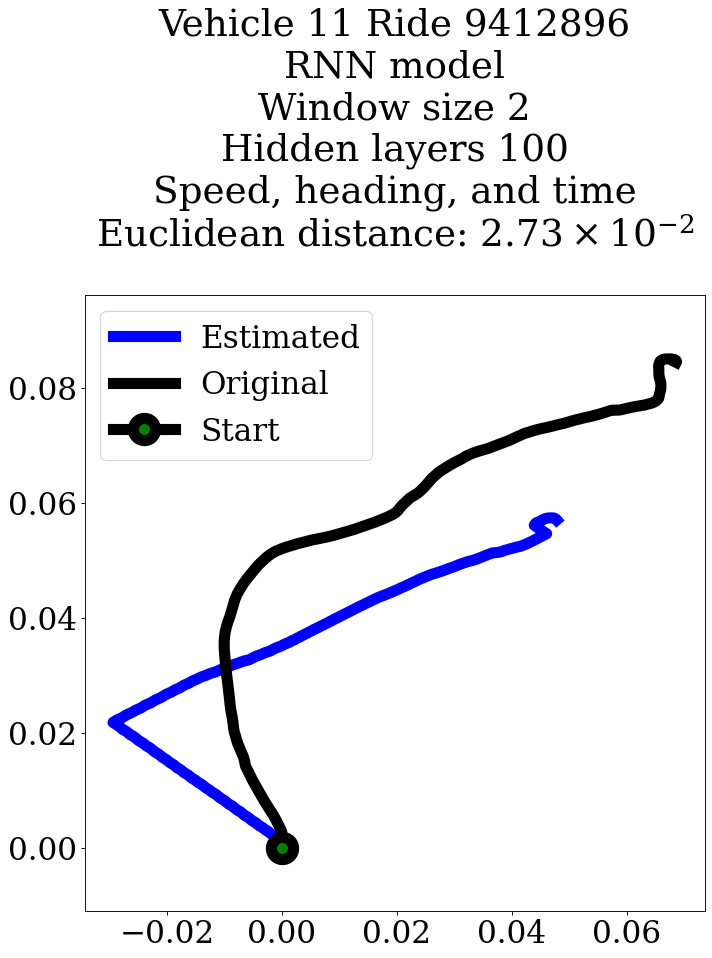 Vehicle 11 Ride 9412896
RNN model
Window size 2
Hidden layers 100
Speed, heading, and time
Euclidean distance: 2.73 × 10⁻²
Estimated
Original
Start
0.08
0.06
0.04
0.02
0.00
−0.02 0.00 0.02 0.04 0.06